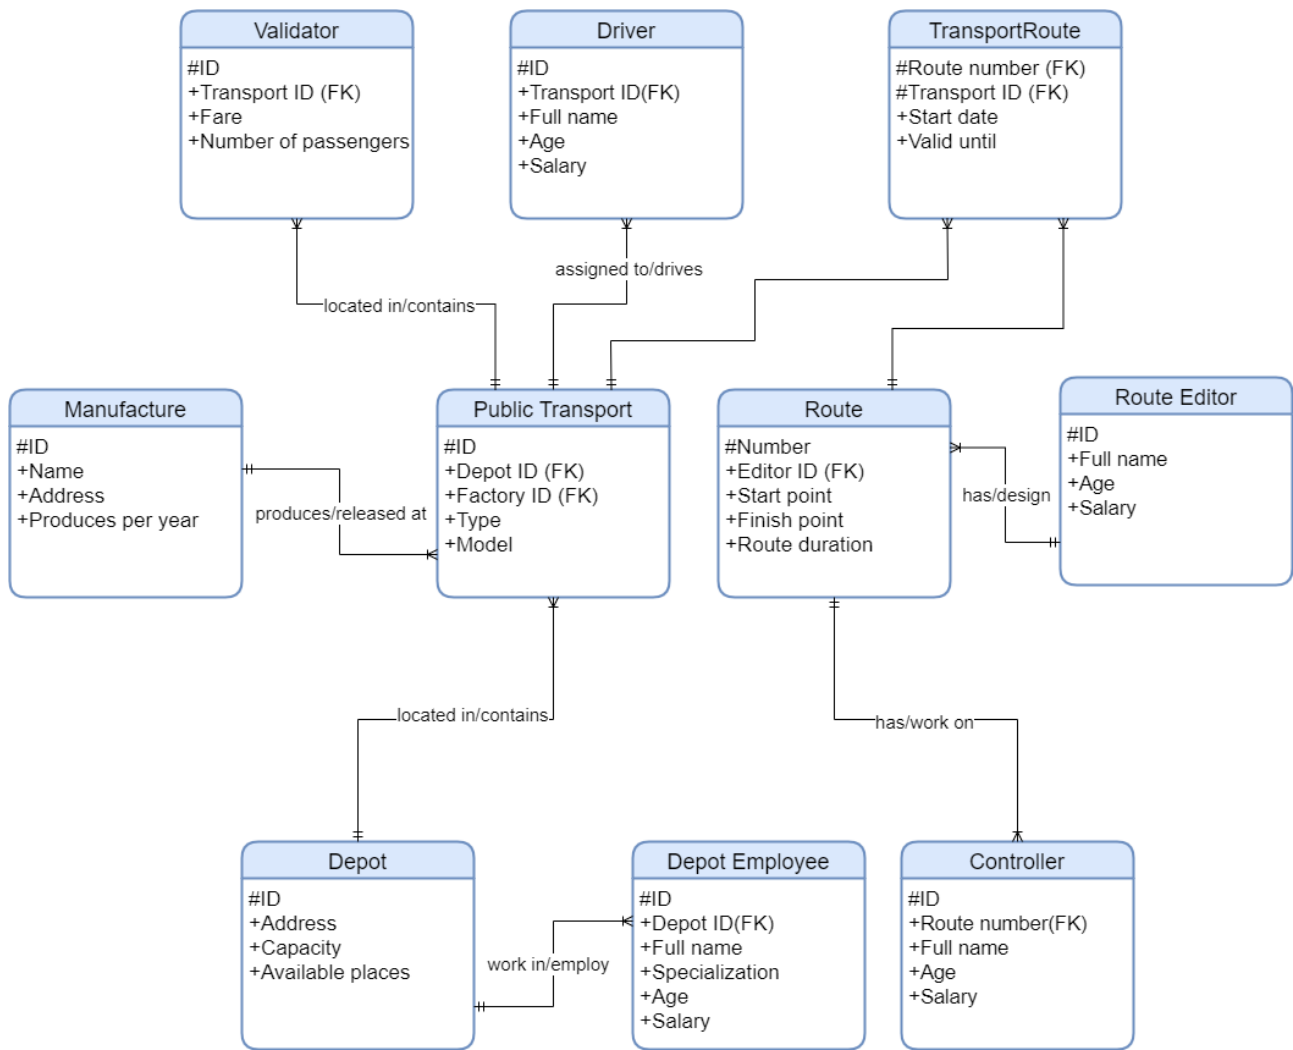 Validator
#ID
+Transport ID (FK)
+Fare
+Number of passengers
Driver
#ID
+Transport ID(FK)
+Full name
+Age
+Salary
TransportRoute
#Route number (FK)
#Transport ID (FK)
+Start date
+Valid until
assigned to/drives
located in/contains
Manufacture
#ID
+Name
+Address
+Produces per year
produces/released at
Public Transport
#ID
+Depot ID (FK)
+Factory ID (FK)
+Type
+Model
Route
#Number
+Editor ID (FK)
+Start point
+Finish point
+Route duration
has/design
Route Editor
#ID
+Full name
+Age
+Salary
located in/contains
has/work on
Depot
#ID
+Address
+Capacity
+Available places
work in/employ
Depot Employee
#ID
+Depot ID(FK)
+Full name
+Specialization
+Age
+Salary
Controller
#ID
+Route number(FK)
+Full name
+Age
+Salary